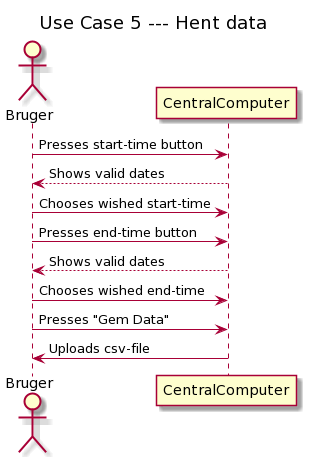 Use Case 5 --- Hent data
Bruger
CentralComputer
Presses start-time button
Shows valid dates
Chooses wished start-time
Presses end-time button
Shows valid dates
Chooses wished end-time
Presses "Gem Data"
Uploads csv-file
Bruger
CentralComputer